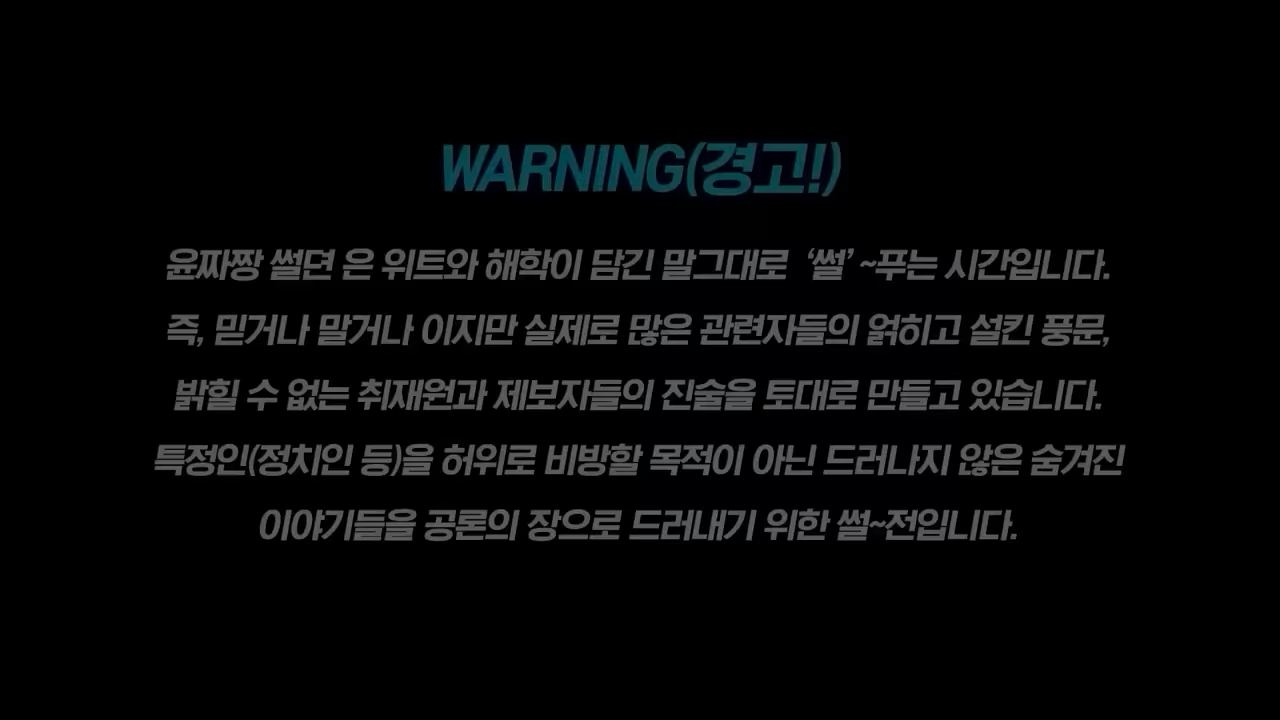 WARNING(경고!)
윤짜짱 썰뎐 은 위트와 해학이 담긴 말그대로 ‘썰’ ~푸는 시간입니다.
즉, 믿거나 말거나 이지만 실제로 많은 관련자들의 얽히고 설킨 풍문,
밝힐 수 없는 취재원과 제보자들의 진술을 토대로 만들고 있습니다.
특정인(정치인 등)을 허위로 비방할 목적이 아닌 드러나지 않은 숨겨진
이야기들을 공론의 장으로 드러내기 위한 썰~전입니다.